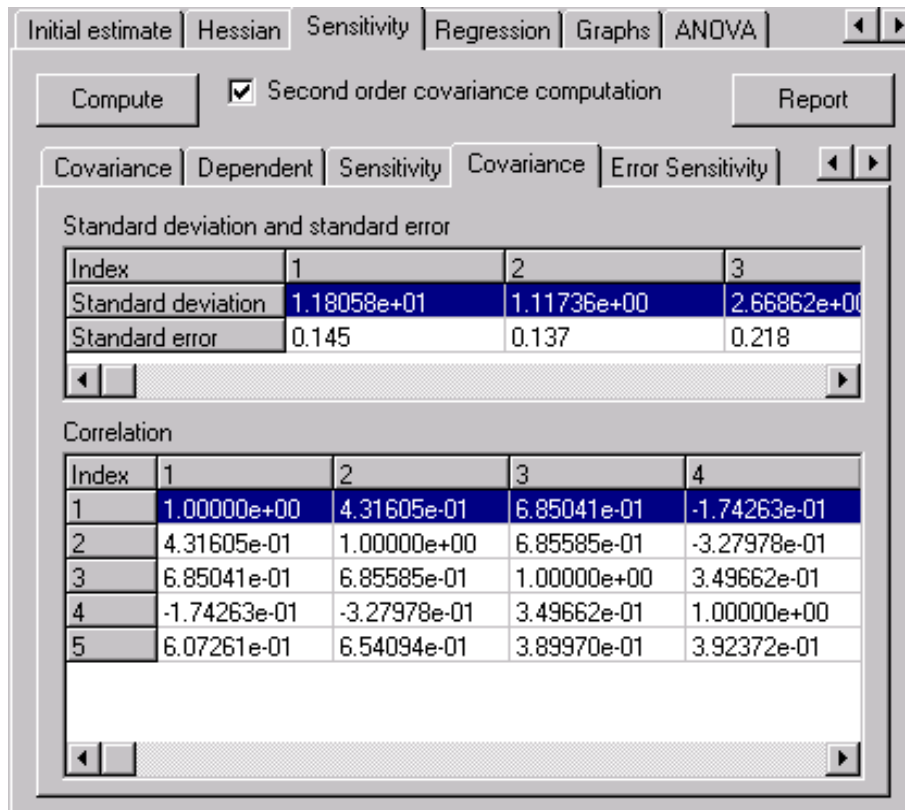 Initial estimate Hessian Sensitivity Regression Graphs ANOVA
Compute Second order covariance computation Report
Covariance Dependent Sensitivity Covariance Error Sensitivity
Standard deviation and standard error
Index 1 2 3
Standard deviation 1.18058e+01 1.11736e+00 2.66862e+00
Standard error 0.145 0.137 0.218
Correlation
Index 1 2 3 4
1 1.00000e+00 4.31605e-01 6.85041e-01 -1.74263e-01
2 4.31605e-01 1.00000e+00 6.85585e-01 -3.27978e-01
3 6.85041e-01 6.85585e-01 1.00000e+00 3.49662e-01
4 -1.74263e-01 -3.27978e-01 3.49662e-01 1.00000e+00
5 6.07261e-01 6.54094e-01 3.89970e-01 3.92372e-01